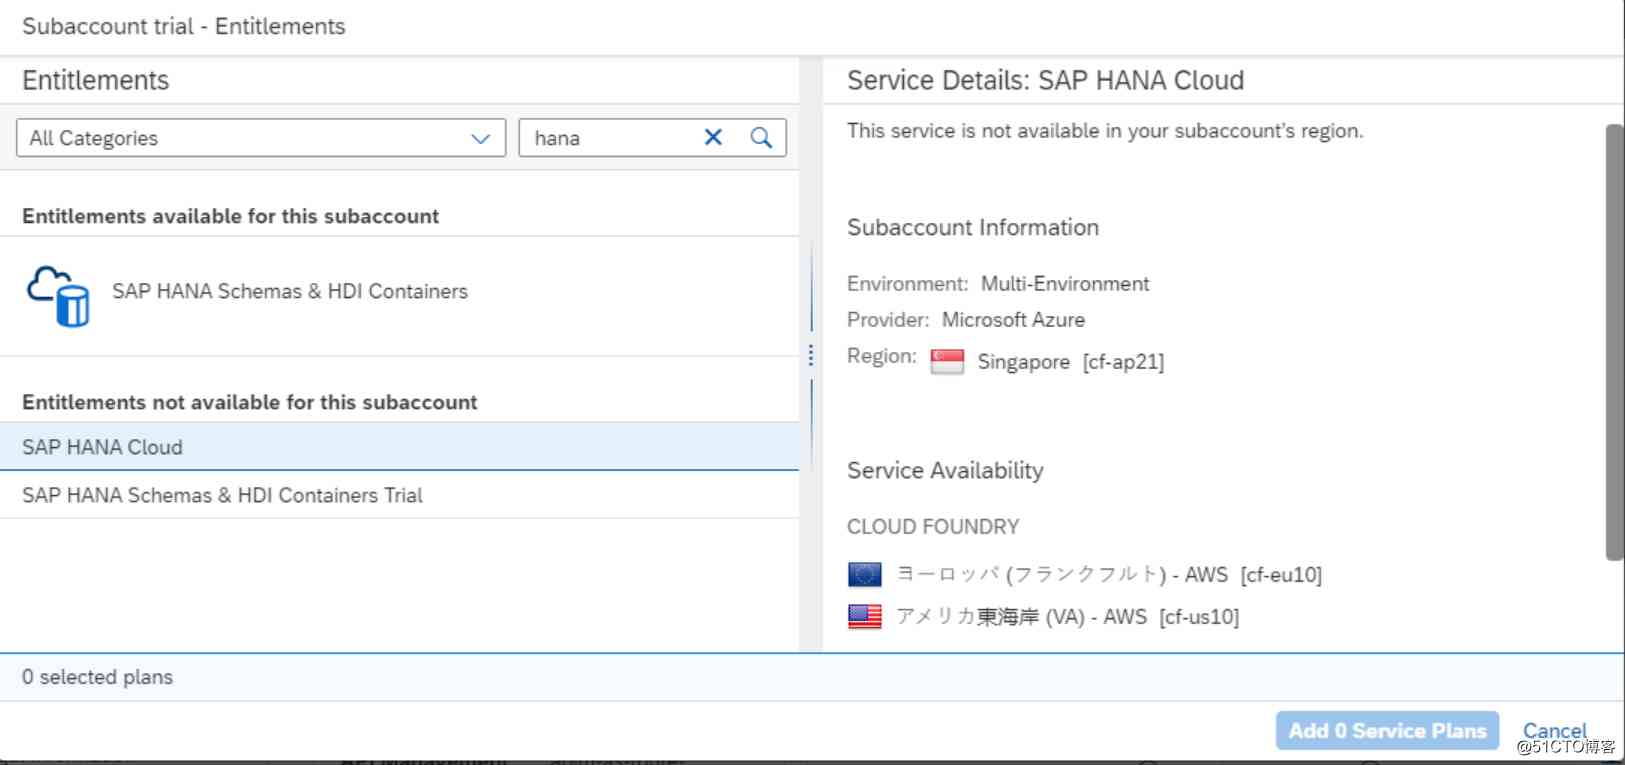 Subaccount trial - Entitlements
Entitlements
All Categories
hana
Entitlements available for this subaccount
SAP HANA Schemas & HDI Containers
Entitlements not available for this subaccount
SAP HANA Cloud
SAP HANA Schemas & HDI Containers Trial
Service Details: SAP HANA Cloud
This service is not available in your subaccount's region.
Subaccount Information
Environment: Multi-Environment
Provider: Microsoft Azure
Region: Singapore [cf-ap21]
Service Availability
CLOUD FOUNDRY
ヨーロッパ (フランクフルト) - AWS [cf-eu10]
アメリカ東海岸 (VA) - AWS [cf-us10]
0 selected plans
Add 0 Service Plans
Cancel
@51CTO博客
API Management